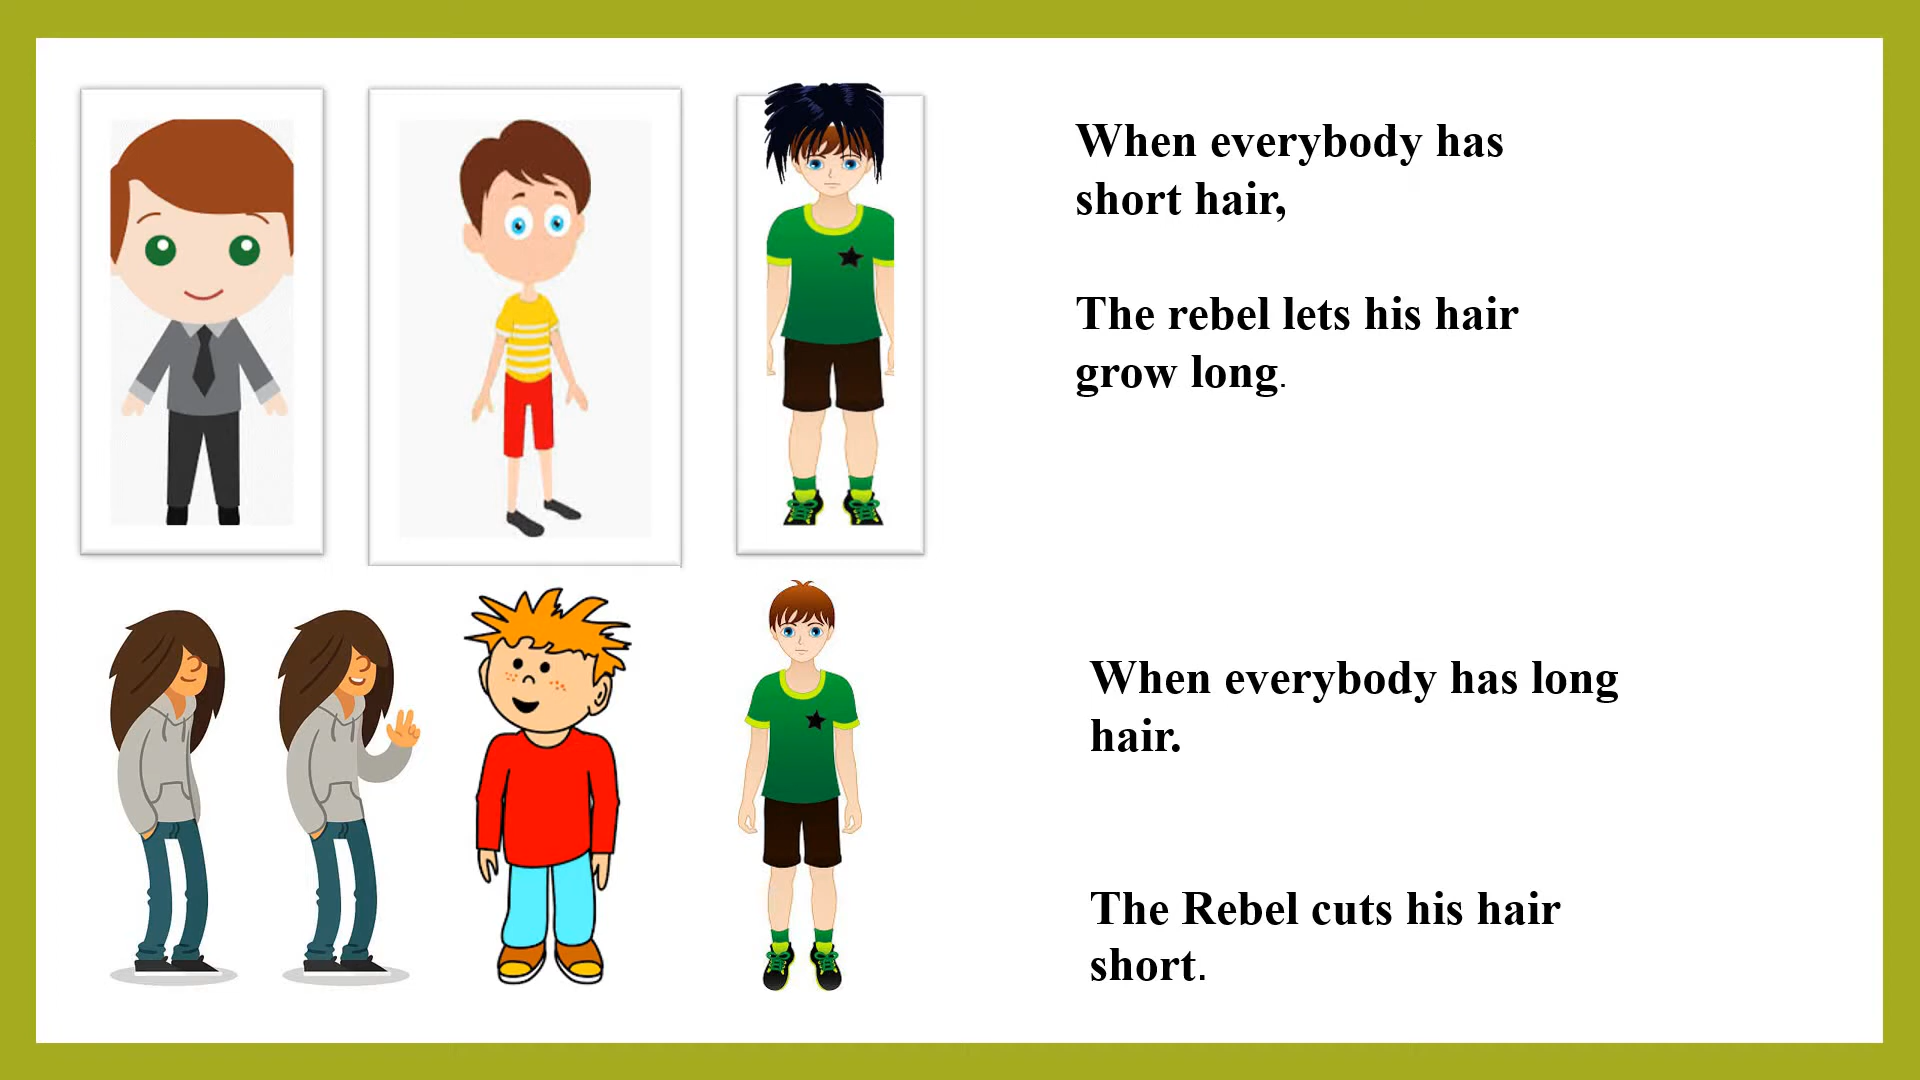 When everybody has
short hair,
The rebel lets his hair
grow long.
When everybody has long
hair.
The Rebel cuts his hair
short.